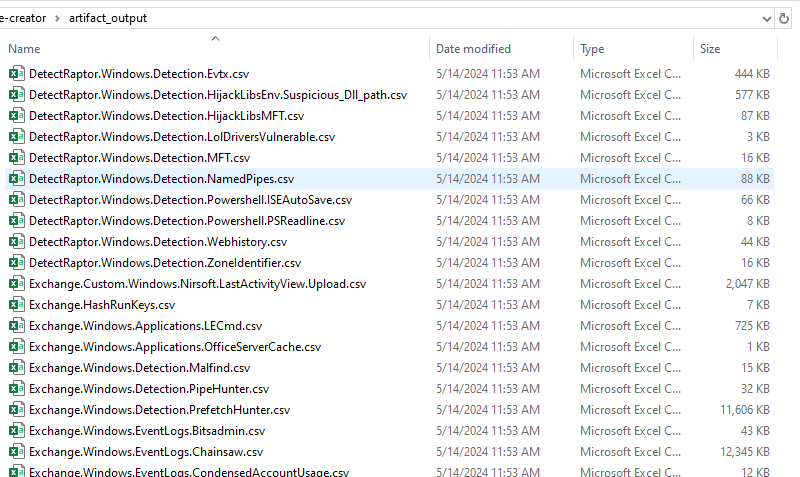 e-creator > artifact_output
Name Date modified Type Size
DetectRaptor.Windows.Detection.Evtx.csv 5/14/2024 11:53 AM Microsoft Excel C... 444 KB
DetectRaptor.Windows.Detection.HijackLibsEnv.Suspicious_Dll_path.csv 5/14/2024 11:53 AM Microsoft Excel C... 577 KB
DetectRaptor.Windows.Detection.HijackLibsMFT.csv 5/14/2024 11:53 AM Microsoft Excel C... 87 KB
DetectRaptor.Windows.Detection.LolDriversVulnerable.csv 5/14/2024 11:53 AM Microsoft Excel C... 3 KB
DetectRaptor.Windows.Detection.MFT.csv 5/14/2024 11:53 AM Microsoft Excel C... 16 KB
DetectRaptor.Windows.Detection.NamedPipes.csv 5/14/2024 11:53 AM Microsoft Excel C... 88 KB
DetectRaptor.Windows.Detection.Powershell.ISEAutoSave.csv 5/14/2024 11:53 AM Microsoft Excel C... 66 KB
DetectRaptor.Windows.Detection.Powershell.PSReadline.csv 5/14/2024 11:53 AM Microsoft Excel C... 8 KB
DetectRaptor.Windows.Detection.Webhistory.csv 5/14/2024 11:53 AM Microsoft Excel C... 44 KB
DetectRaptor.Windows.Detection.ZoneIdentifier.csv 5/14/2024 11:53 AM Microsoft Excel C... 16 KB
Exchange.Custom.Windows.Nirsoft.LastActivityView.Upload.csv 5/14/2024 11:53 AM Microsoft Excel C... 2,047 KB
Exchange.HashRunKeys.csv 5/14/2024 11:53 AM Microsoft Excel C... 7 KB
Exchange.Windows.Applications.LECmd.csv 5/14/2024 11:53 AM Microsoft Excel C... 725 KB
Exchange.Windows.Applications.OfficeServerCache.csv 5/14/2024 11:53 AM Microsoft Excel C... 1 KB
Exchange.Windows.Detection.Malfind.csv 5/14/2024 11:53 AM Microsoft Excel C... 15 KB
Exchange.Windows.Detection.PipeHunter.csv 5/14/2024 11:53 AM Microsoft Excel C... 32 KB
Exchange.Windows.Detection.PrefetchHunter.csv 5/14/2024 11:53 AM Microsoft Excel C... 11,606 KB
Exchange.Windows.EventLogs.Bitsadmin.csv 5/14/2024 11:53 AM Microsoft Excel C... 43 KB
Exchange.Windows.EventLogs.Chainsaw.csv 5/14/2024 11:53 AM Microsoft Excel C... 12,345 KB
Exchange.Windows.EventLogs.CondensedAccountUsage.csv 5/14/2024 11:53 AM Microsoft Excel C... 12 KB